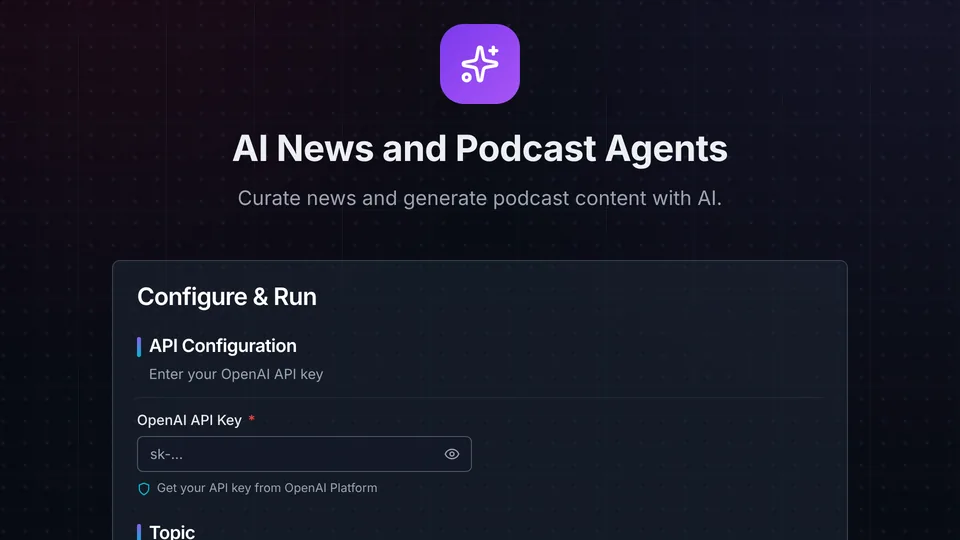 AI News and Podcast Agents
Curate news and generate podcast content with AI.
Configure & Run
API Configuration
Enter your OpenAI API key
OpenAI API Key *
sk-...
Get your API key from OpenAI Platform
Topic